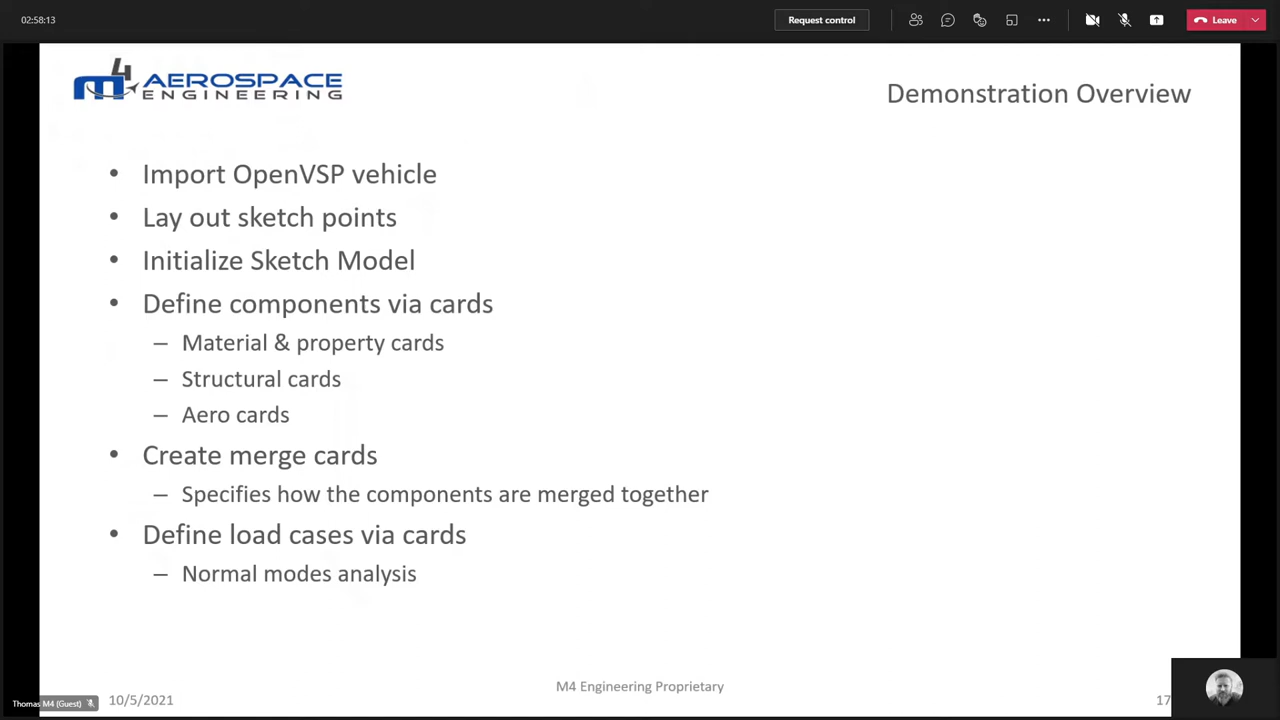 02:58:13
Request control
Leave
m4 AEROSPACE
ENGINEERING
Demonstration Overview
• Import OpenVSP vehicle
• Lay out sketch points
• Initialize Sketch Model
• Define components via cards
– Material & property cards
– Structural cards
– Aero cards
• Create merge cards
– Specifies how the components are merged together
• Define load cases via cards
– Normal modes analysis
M4 Engineering Proprietary
Thomas M4 (Guest)
10/5/2021
17